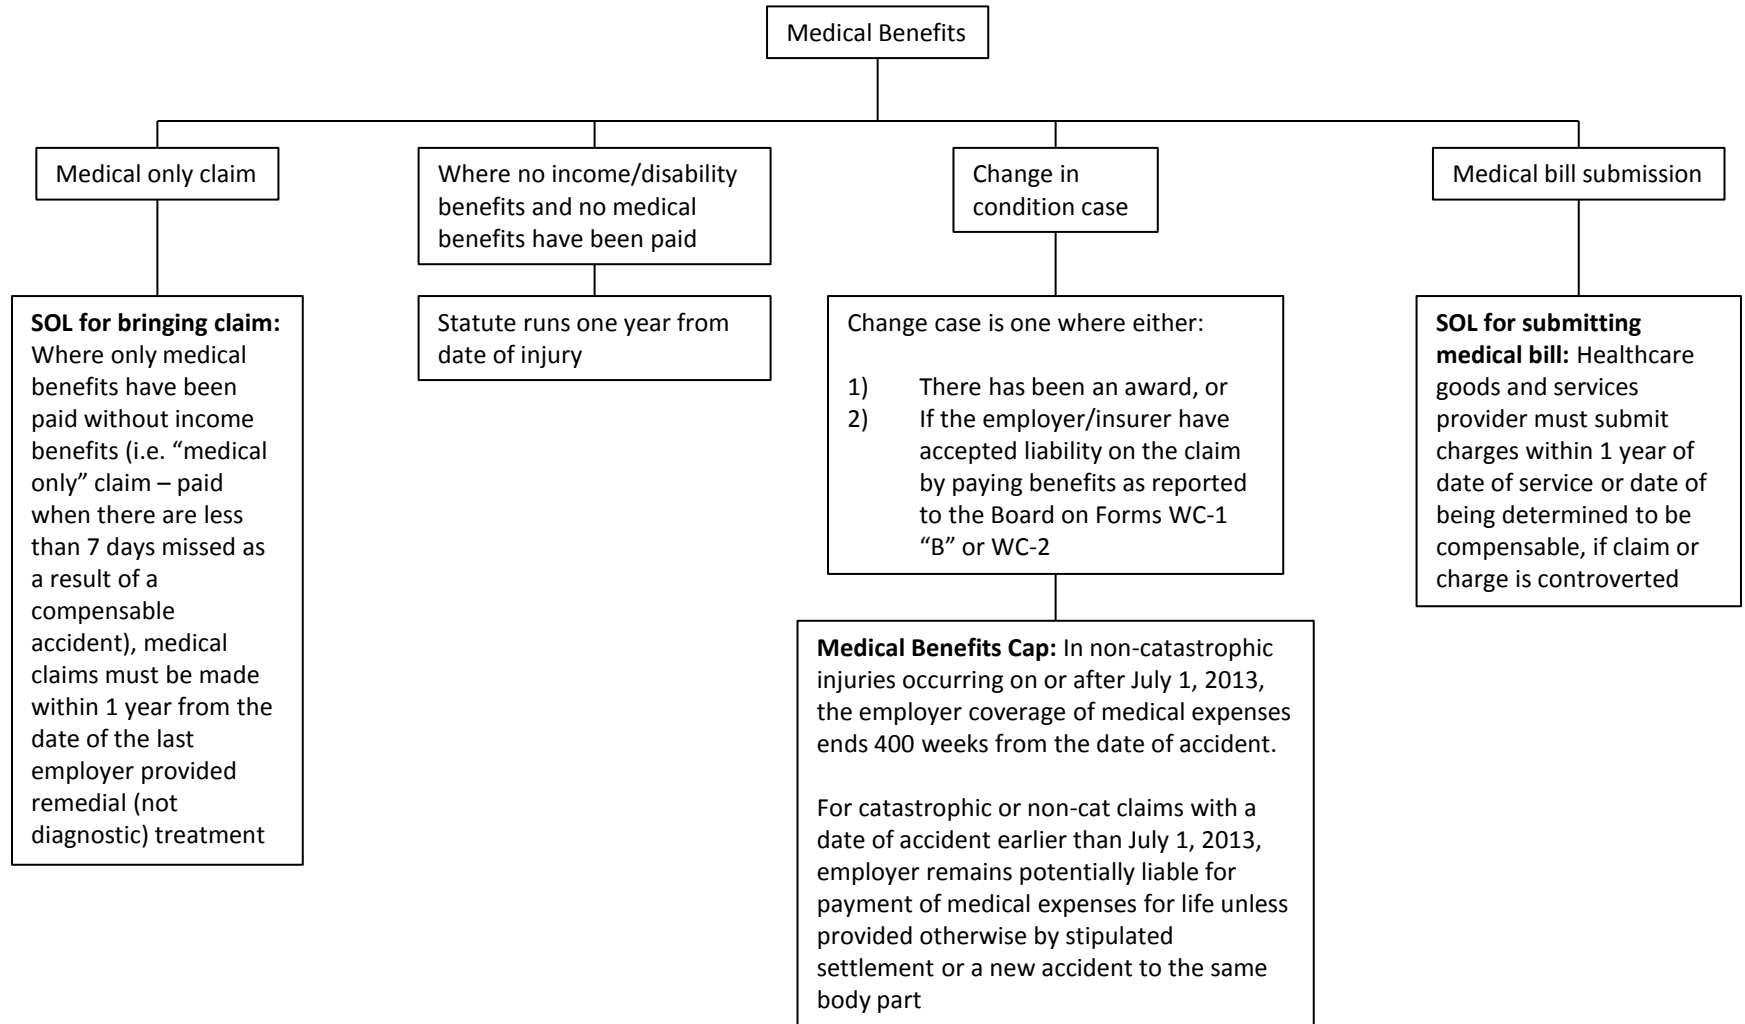 Medical Benefits
Medical only claim
Where no income/disability
benefits and no medical
benefits have been paid
Change in
condition case
Medical bill submission
SOL for bringing claim:
Where only medical
benefits have been
paid without income
benefits (i.e. “medical
only” claim – paid
when there are less
than 7 days missed as
a result of a
compensable
accident), medical
claims must be made
within 1 year from the
date of the last
employer provided
remedial (not
diagnostic) treatment
Statute runs one year from
date of injury
Change case is one where either:
1) There has been an award, or
2) If the employer/insurer have
accepted liability on the claim
by paying benefits as reported
to the Board on Forms WC-1
“B” or WC-2
Medical Benefits Cap: In non-catastrophic
injuries occurring on or after July 1, 2013,
the employer coverage of medical expenses
ends 400 weeks from the date of accident.
For catastrophic or non-cat claims with a
date of accident earlier than July 1, 2013,
employer remains potentially liable for
payment of medical expenses for life unless
provided otherwise by stipulated
settlement or a new accident to the same
body part
SOL for submitting
medical bill: Healthcare
goods and services
provider must submit
charges within 1 year of
date of service or date of
being determined to be
compensable, if claim or
charge is controverted